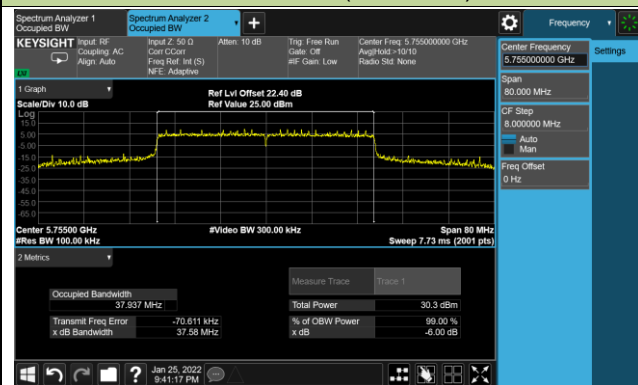 Spectrum Analyzer 1
Occupied BW
Spectrum Analyzer 2
Occupied BW
Frequency
KEYSIGHT
Input: RF
Coupling: AC
Align: Auto
Input Z: 50 Ω
Corr CCorr
Freq Ref: Int (S)
NFE: Adaptive
Atten: 10 dB
Trig: Free Run
Gate: Off
#IF Gain: Low
Center Freq: 5.755000000 GHz
Avg|Hold:>10/10
Radio Std: None
Center Frequency
5.755000000 GHz
Settings
Span
80.000 MHz
CF Step
8.000000 MHz
Auto
Man
Freq Offset
0 Hz
1 Graph
Scale/Div 10.0 dB
Ref Lvl Offset 22.40 dB
Ref Value 25.00 dBm
Log
15.0
5.00
-5.00
-15.0
-25.0
-35.0
-45.0
-55.0
-65.0
Center 5.75500 GHz
#Res BW 100.00 kHz
#Video BW 300.00 kHz
Span 80 MHz
Sweep 7.73 ms (2001 pts)
2 Metrics
Measure Trace
Trace 1
Occupied Bandwidth
37.937 MHz
Total Power
30.3 dBm
Transmit Freq Error
-70.611 kHz
% of OBW Power
99.00 %
x dB Bandwidth
37.58 MHz
x dB
-6.00 dB
Jan 25, 2022
9:41:17 PM